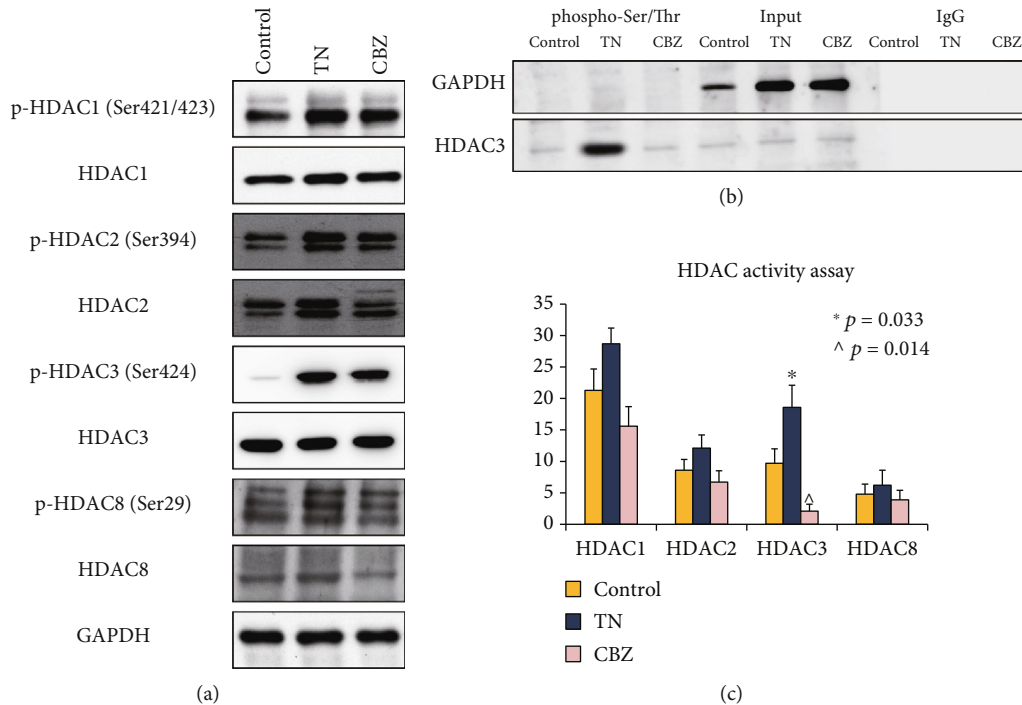 Control TN CBZ
p-HDAC1 (Ser421/423)
HDAC1
p-HDAC2 (Ser394)
HDAC2
p-HDAC3 (Ser424)
HDAC3
p-HDAC8 (Ser29)
HDAC8
GAPDH
(a)
phospho-Ser/Thr Input IgG
Control TN CBZ Control TN CBZ Control TN CBZ
GAPDH
HDAC3
(b)
HDAC activity assay
35
30
25
20
15
10
5
0
* p = 0.033
^ p = 0.014
*
^
HDAC1 HDAC2 HDAC3 HDAC8
Control
TN
CBZ
(c)